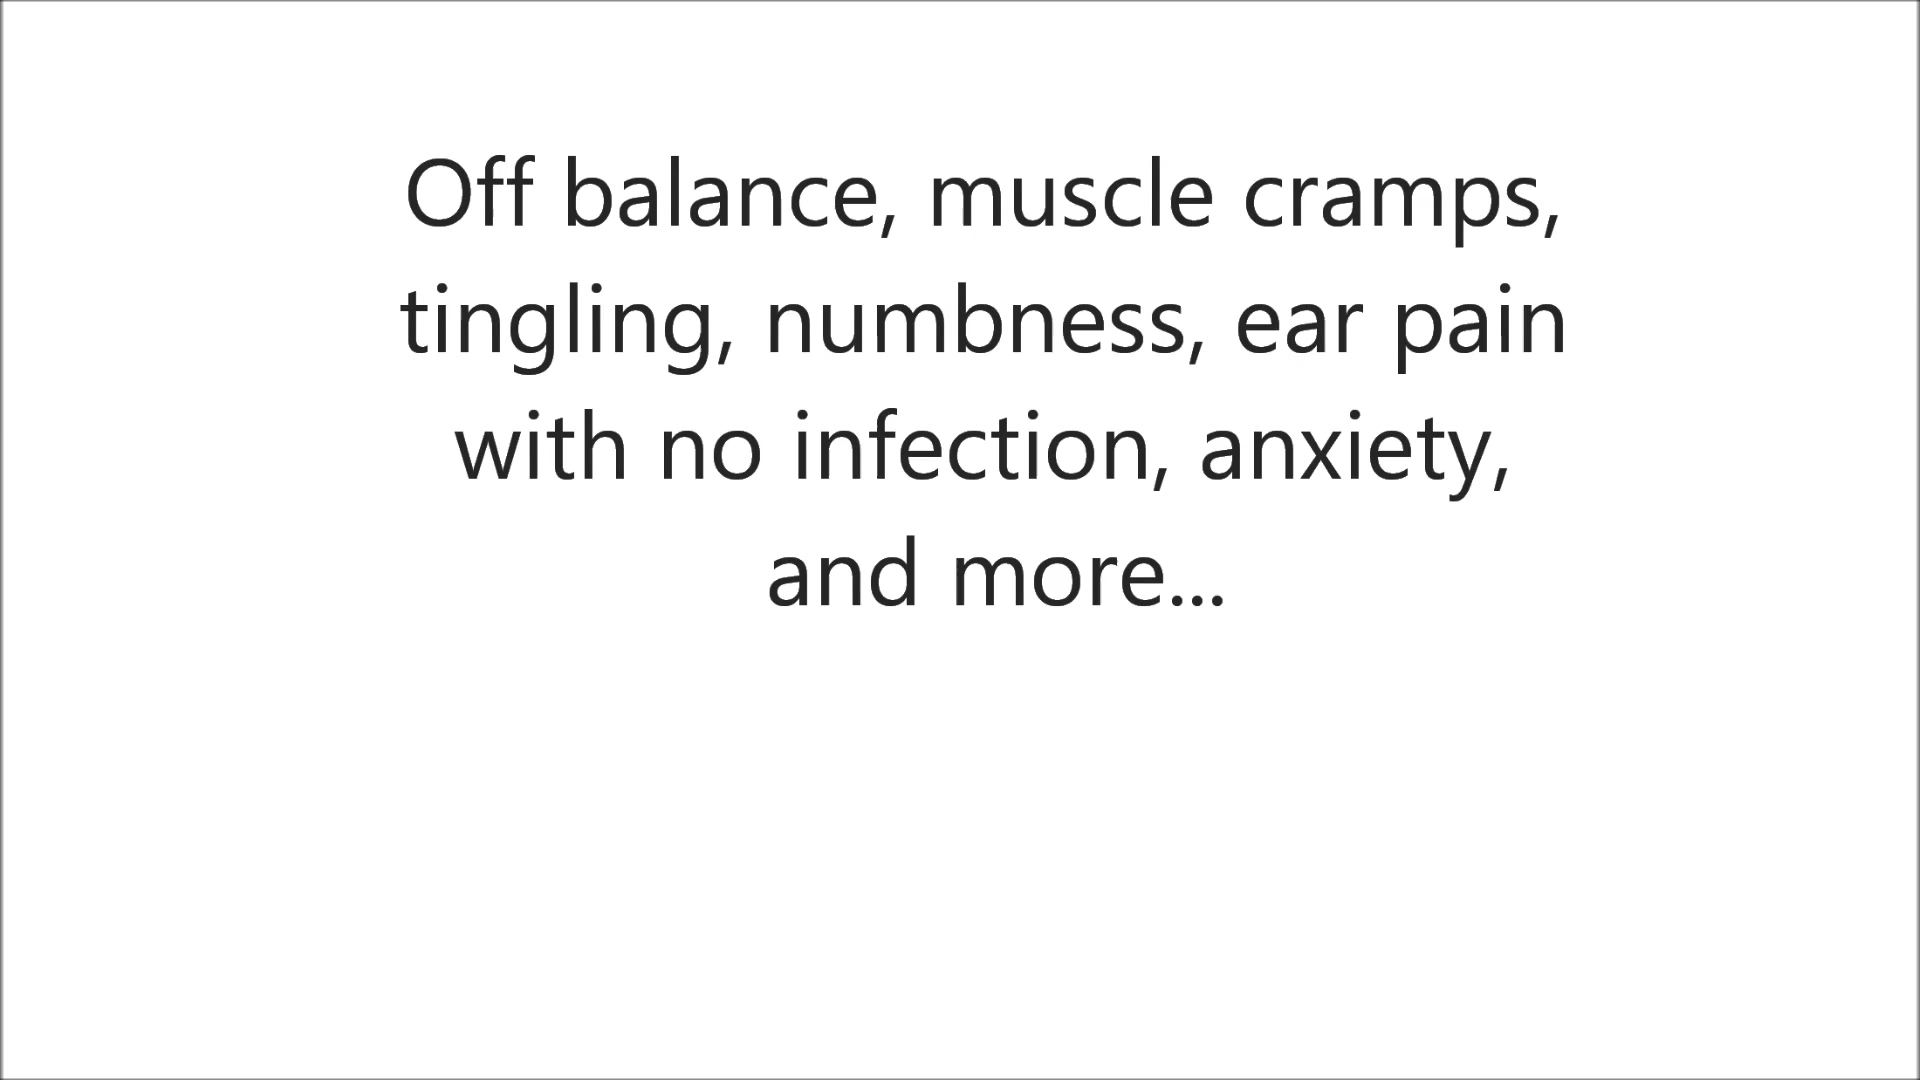 Off balance, muscle cramps,
tingling, numbness, ear pain
with no infection, anxiety,
and more...